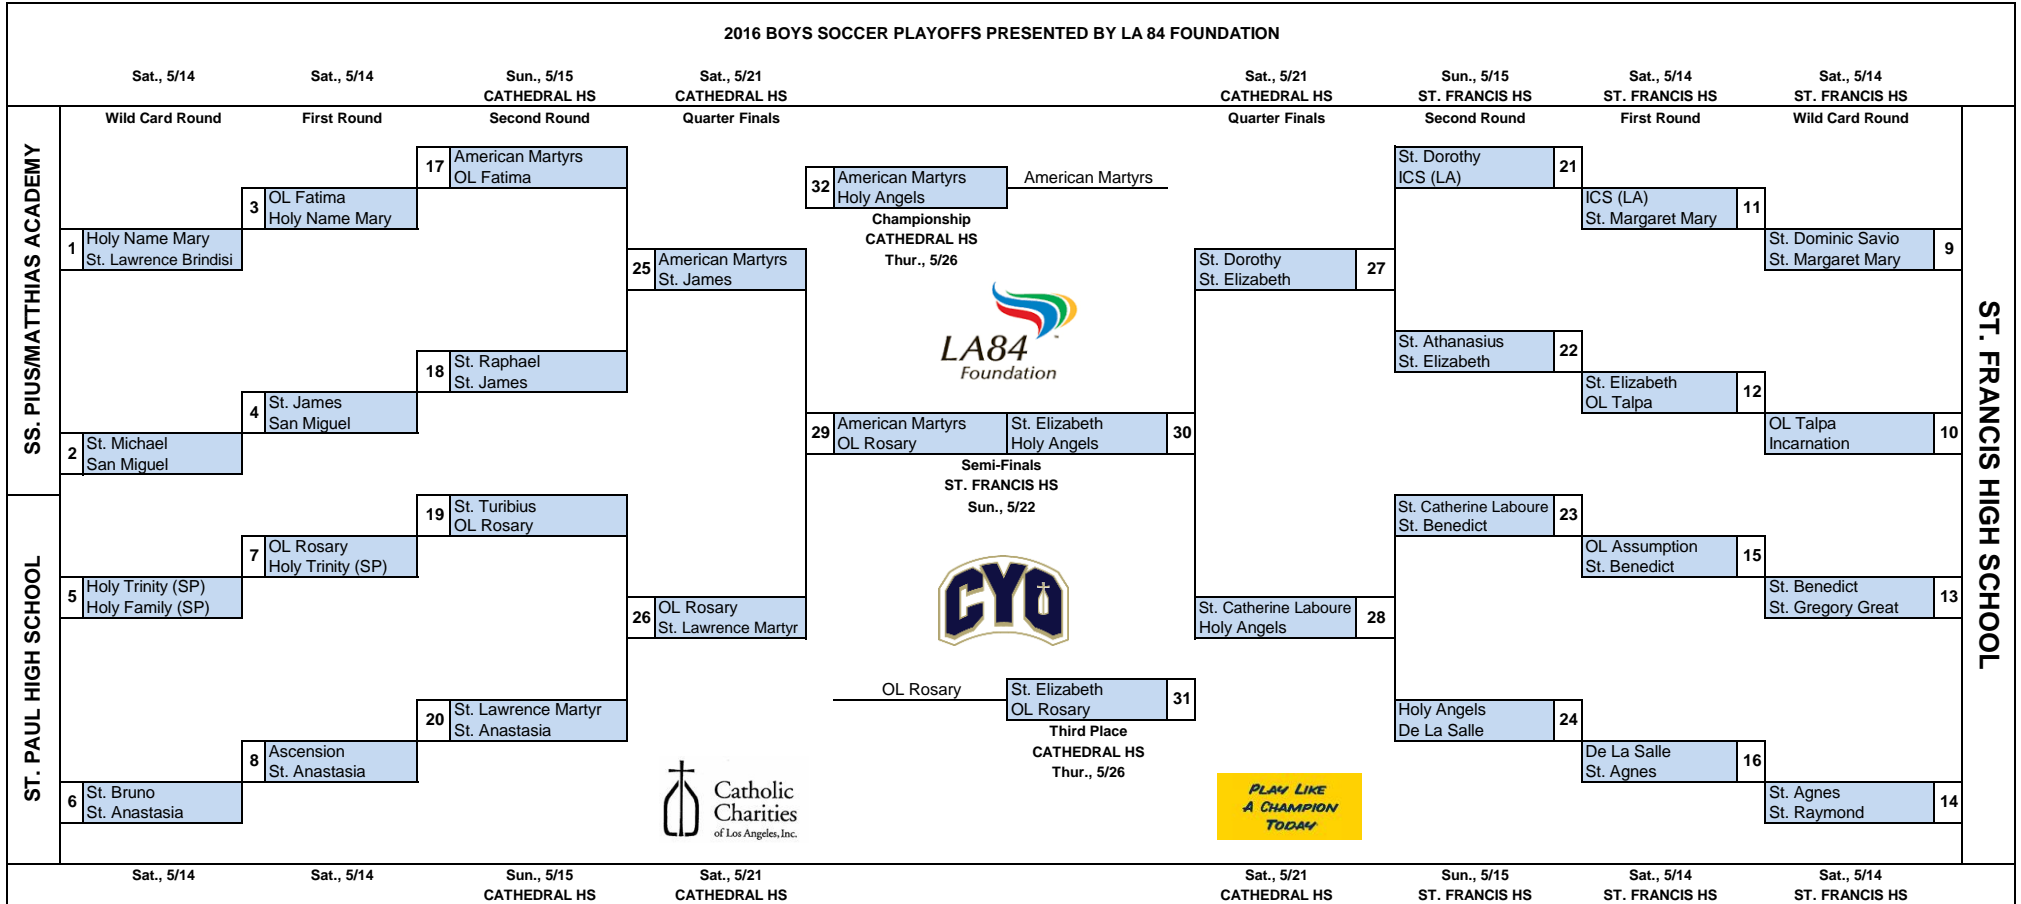 2016 BOYS SOCCER PLAYOFFS PRESENTED BY LA 84 FOUNDATION
Sat., 5/14
Sat., 5/14
Sun., 5/15
CATHEDRAL HS
Sat., 5/21
CATHEDRAL HS
Sat., 5/21
CATHEDRAL HS
Sun., 5/15
ST. FRANCIS HS
Sat., 5/14
ST. FRANCIS HS
Sat., 5/14
ST. FRANCIS HS
Wild Card Round
First Round
Second Round
Quarter Finals
Quarter Finals
Second Round
First Round
Wild Card Round
SS. PIUS/MATTHIAS ACADEMY
ST. PAUL HIGH SCHOOL
1
Holy Name Mary
St. Lawrence Brindisi
2
St. Michael
San Miguel
5
Holy Trinity (SP)
Holy Family (SP)
6
St. Bruno
St. Anastasia
3
OL Fatima
Holy Name Mary
4
St. James
San Miguel
7
OL Rosary
Holy Trinity (SP)
8
Ascension
St. Anastasia
17
American Martyrs
OL Fatima
18
St. Raphael
St. James
19
St. Turibius
OL Rosary
20
St. Lawrence Martyr
St. Anastasia
25
American Martyrs
St. James
26
OL Rosary
St. Lawrence Martyr
32
American Martyrs
Holy Angels
American Martyrs
Championship
CATHEDRAL HS
Thur., 5/26
LA84
Foundation
29
American Martyrs
OL Rosary
St. Elizabeth
Holy Angels
30
Semi-Finals
ST. FRANCIS HS
Sun., 5/22
CYO
OL Rosary
St. Elizabeth
OL Rosary
31
Third Place
CATHEDRAL HS
Thur., 5/26
Catholic
Charities
of Los Angeles, Inc.
PLAY LIKE
A CHAMPION
TODAY
St. Dorothy
St. Elizabeth
27
St. Catherine Laboure
Holy Angels
28
St. Dorothy
ICS (LA)
21
St. Athanasius
St. Elizabeth
22
St. Catherine Laboure
St. Benedict
23
Holy Angels
De La Salle
24
ICS (LA)
St. Margaret Mary
11
St. Elizabeth
OL Talpa
12
OL Assumption
St. Benedict
15
De La Salle
St. Agnes
16
St. Dominic Savio
St. Margaret Mary
9
OL Talpa
Incarnation
10
St. Benedict
St. Gregory Great
13
St. Agnes
St. Raymond
14
ST. FRANCIS HIGH SCHOOL
Sat., 5/14
Sat., 5/14
Sun., 5/15
CATHEDRAL HS
Sat., 5/21
CATHEDRAL HS
Sat., 5/21
CATHEDRAL HS
Sun., 5/15
ST. FRANCIS HS
Sat., 5/14
ST. FRANCIS HS
Sat., 5/14
ST. FRANCIS HS